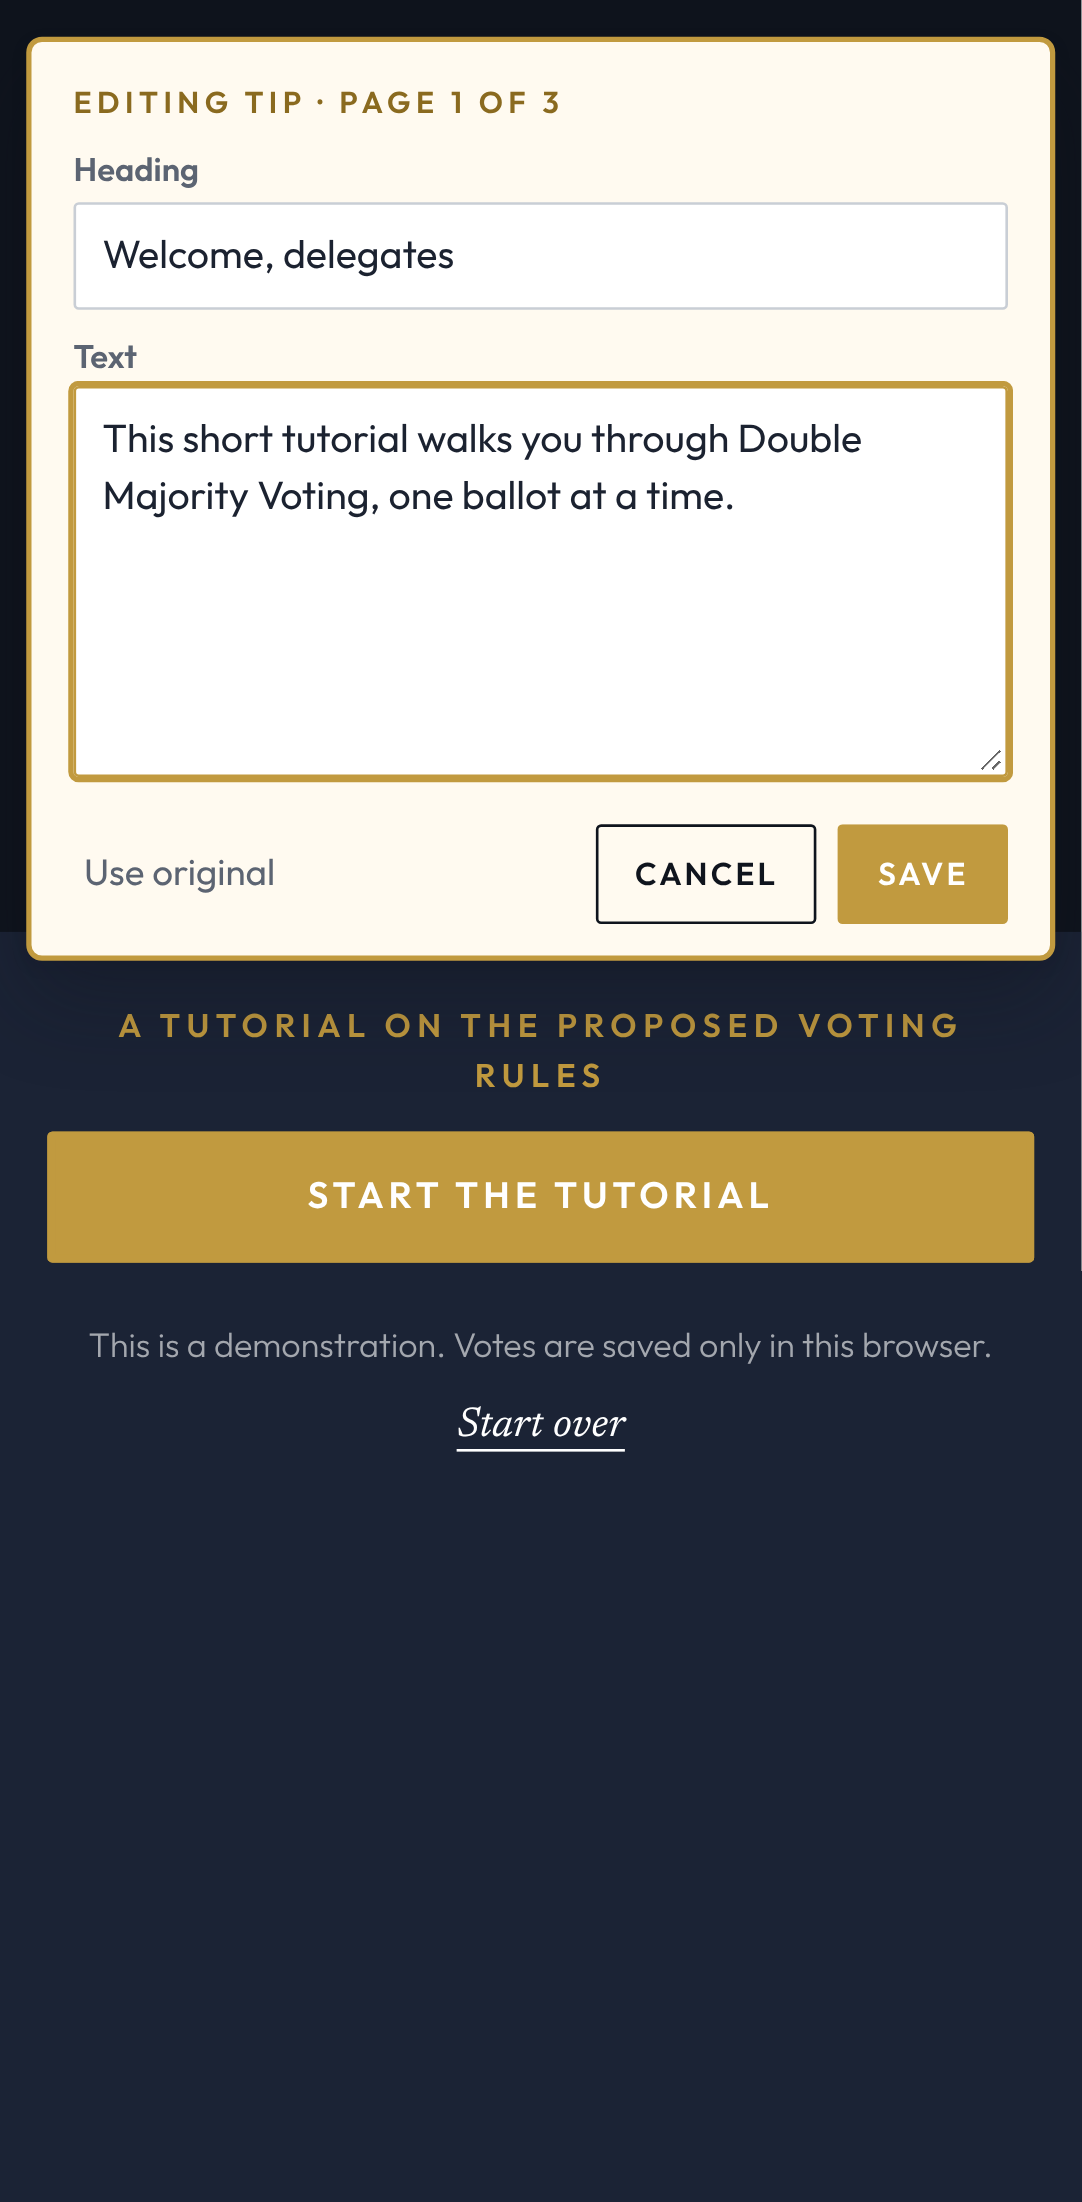 EDITING TIP · PAGE 1 OF 3
Heading
Welcome, delegates
Text
This short tutorial walks you through Double
Majority Voting, one ballot at a time.
Use original
CANCEL
SAVE
A TUTORIAL ON THE PROPOSED VOTING
RULES
START THE TUTORIAL
This is a demonstration. Votes are saved only in this browser.
Start over